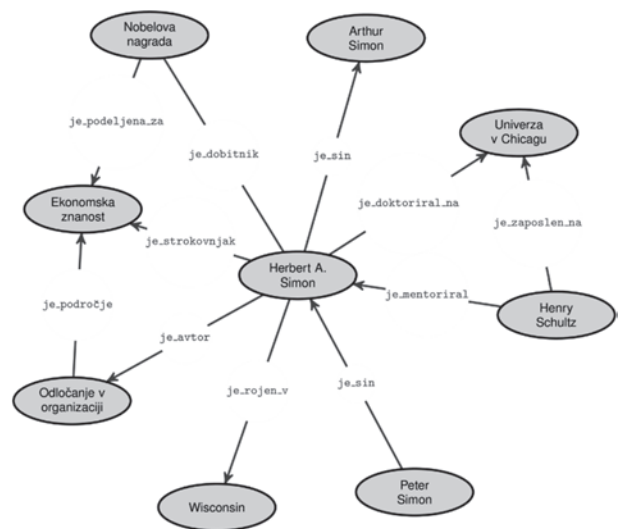 Nobelova
nagrada
Arthur
Simon
je_podeljena_za
Univerza
v Chicagu
je_dobitnik
je_sin
je_doktoriral_na
Ekonomska
znanost
je_zaposlen_na
je_strokovnjak
Herbert A.
Simon
je_področje
je_mentoriral
Henry
Schultz
je_avtor
je_rojen_v
je_sin
Odločanje v
organizaciji
Wisconsin
Peter
Simon